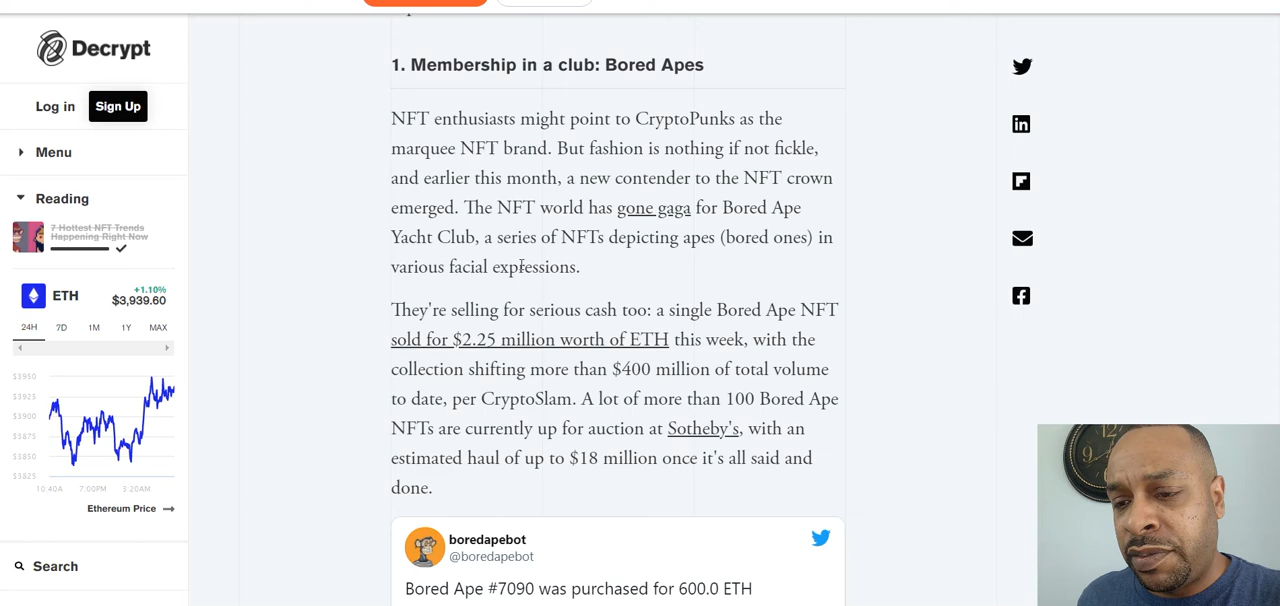 Decrypt
Log in
Sign Up
Menu
Reading
7 Hottest NFT Trends
Happening Right Now
ETH
+1.10%
$3,939.60
24H 7D 1M 1Y MAX
$3950
$3925
$3900
$3875
$3850
$3825
10:40A 7:00PM 3:20AM
Ethereum Price
Search
1. Membership in a club: Bored Apes
NFT enthusiasts might point to CryptoPunks as the
marquee NFT brand. But fashion is nothing if not fickle,
and earlier this month, a new contender to the NFT crown
emerged. The NFT world has gone gaga for Bored Ape
Yacht Club, a series of NFTs depicting apes (bored ones) in
various facial expressions.
They're selling for serious cash too: a single Bored Ape NFT
sold for $2.25 million worth of ETH this week, with the
collection shifting more than $400 million of total volume
to date, per CryptoSlam. A lot of more than 100 Bored Ape
NFTs are currently up for auction at Sotheby's, with an
estimated haul of up to $18 million once it's all said and
done.
boredapebot
@boredapebot
Bored Ape #7090 was purchased for 600.0 ETH